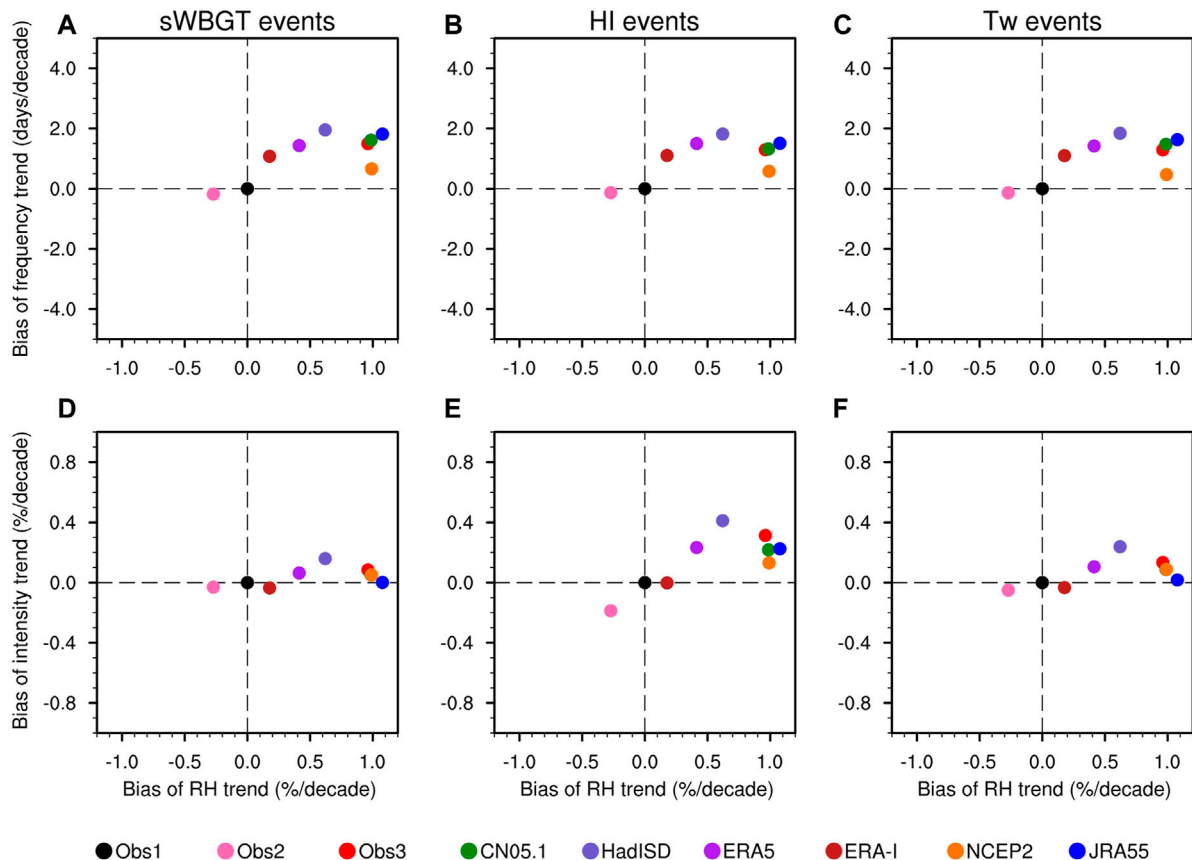 A sWBGT events B HI events C Tw events
Bias of frequency trend (days/decade)
4.0 4.0 4.0
2.0 2.0 2.0
0.0 0.0 0.0
-2.0 -2.0 -2.0
-4.0 -4.0 -4.0
-1.0 -0.5 0.0 0.5 1.0 -1.0 -0.5 0.0 0.5 1.0 -1.0 -0.5 0.0 0.5 1.0
D E F
Bias of intensity trend (%/decade)
0.8 0.8 0.8
0.4 0.4 0.4
0.0 0.0 0.0
-0.4 -0.4 -0.4
-0.8 -0.8 -0.8
-1.0 -0.5 0.0 0.5 1.0 -1.0 -0.5 0.0 0.5 1.0 -1.0 -0.5 0.0 0.5 1.0
Bias of RH trend (%/decade) Bias of RH trend (%/decade) Bias of RH trend (%/decade)
Obs1 Obs2 Obs3 CN05.1 HadISD ERA5 ERA-I NCEP2 JRA55